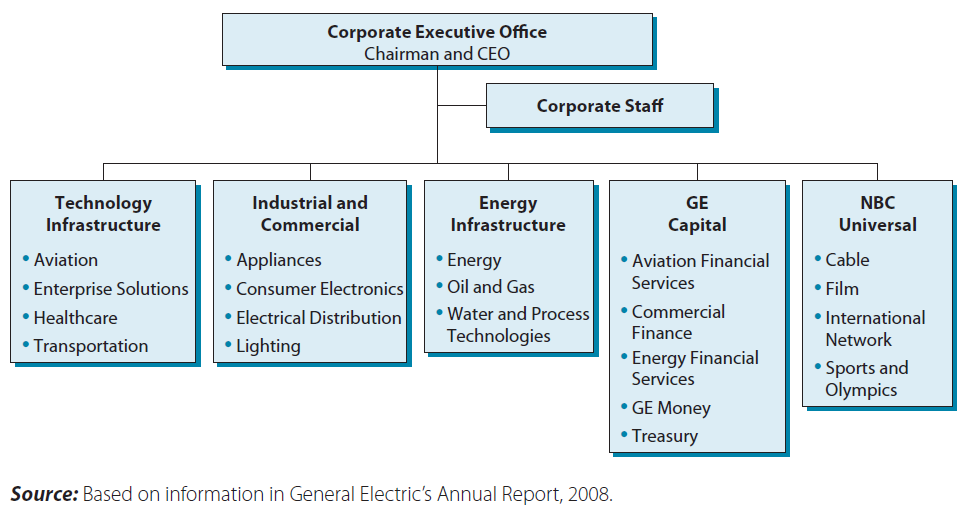 Corporate Executive Office
Chairman and CEO
Corporate Staff
Technology
Infrastructure
• Aviation
• Enterprise Solutions
• Healthcare
• Transportation
Industrial and
Commercial
• Appliances
• Consumer Electronics
• Electrical Distribution
• Lighting
Energy
Infrastructure
• Energy
• Oil and Gas
• Water and Process
Technologies
GE
Capital
• Aviation Financial
Services
• Commercial
Finance
• Energy Financial
Services
• GE Money
• Treasury
NBC
Universal
• Cable
• Film
• International
Network
• Sports and
Olympics
Source: Based on information in General Electric’s Annual Report, 2008.